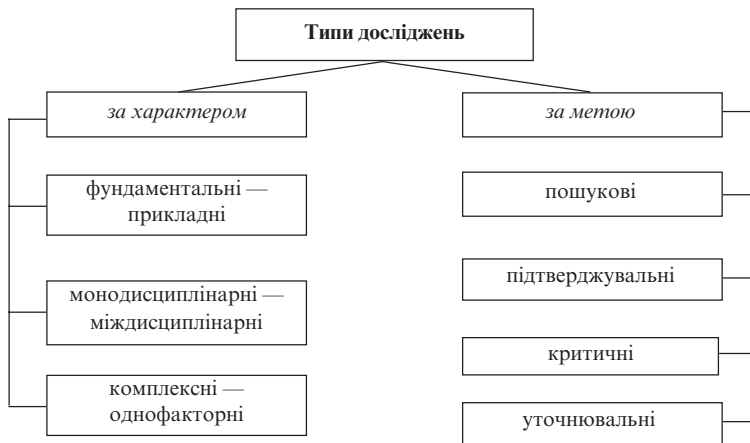 Типи досліджень
за характером
фундаментальні —
прикладні
монодисциплінарні —
міждисциплінарні
комплексні —
однофакторні
за метою
пошукові
підтверджувальні
критичні
уточнювальні